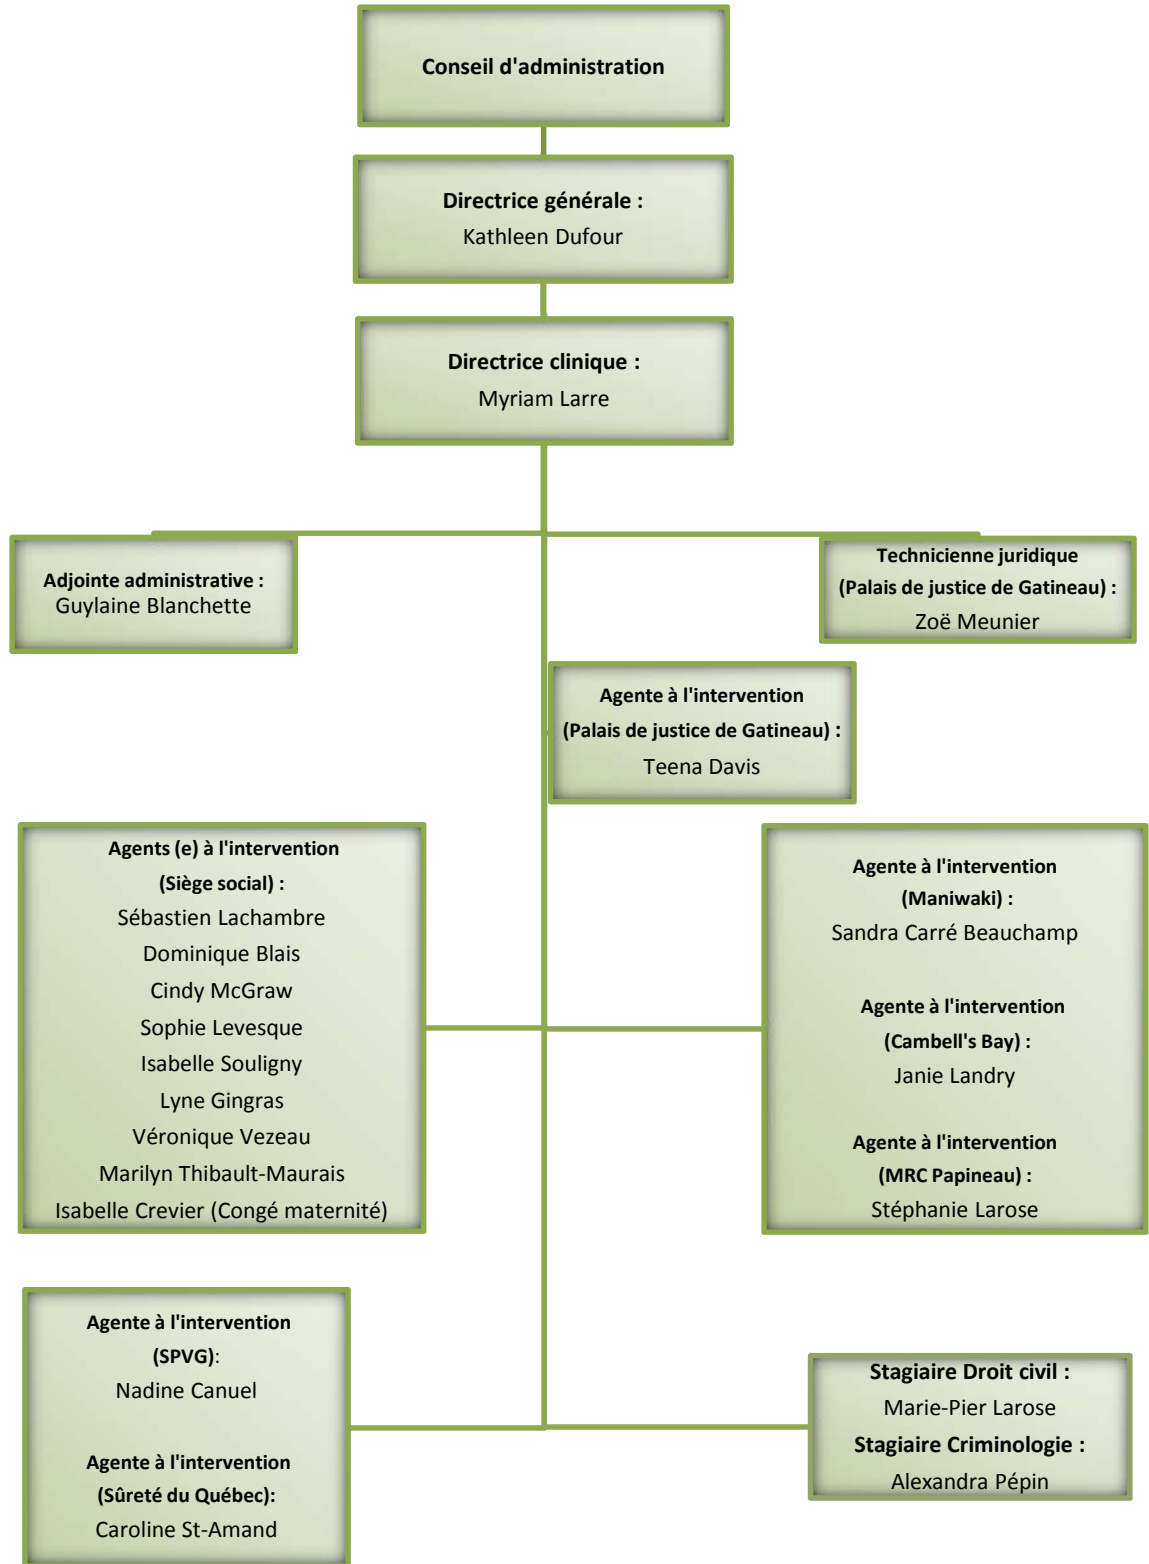 Conseil d'administration
Directrice générale :
Kathleen Dufour
Directrice clinique :
Myriam Larre
Adjointe administrative :
Guylaine Blanchette
Technicienne juridique
(Palais de justice de Gatineau) :
Zoë Meunier
Agente à l'intervention
(Palais de justice de Gatineau) :
Teena Davis
Agents (e) à l'intervention
(Siège social) :
Sébastien Lachambre
Dominique Blais
Cindy McGraw
Sophie Levesque
Isabelle Souligny
Lyne Gingras
Véronique Vezeau
Marilyn Thibault-Maurais
Isabelle Crevier (Congé maternité)
Agente à l'intervention
(Maniwaki) :
Sandra Carré Beauchamp
Agente à l'intervention
(Cambell's Bay) :
Janie Landry
Agente à l'intervention
(MRC Papineau) :
Stéphanie Larose
Agente à l'intervention
(SPVG):
Nadine Canuel
Agente à l'intervention
(Sûreté du Québec):
Caroline St-Amand
Stagiaire Droit civil :
Marie-Pier Larose
Stagiaire Criminologie :
Alexandra Pépin